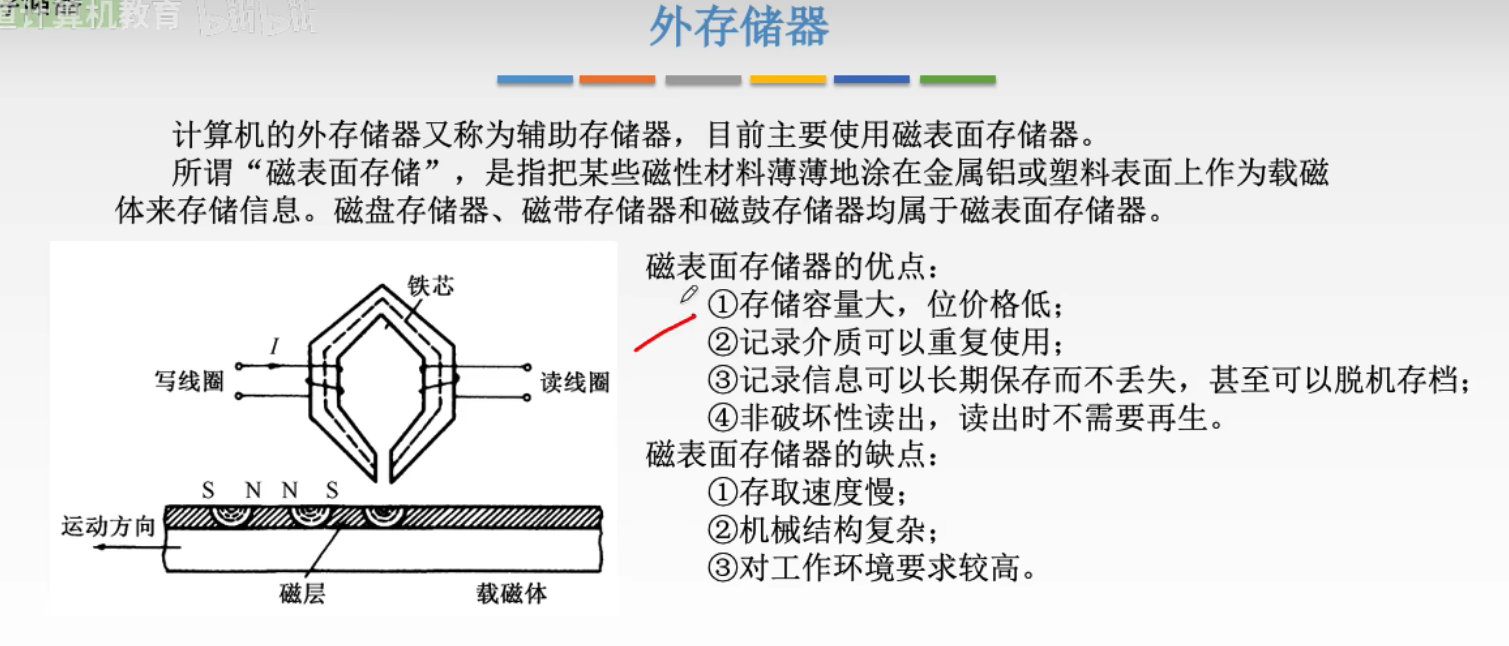 计算机教育 bilibili
外存储器
计算机的外存储器又称为辅助存储器，目前主要使用磁表面存储器。
所谓“磁表面存储”，是指把某些磁性材料薄薄地涂在金属铝或塑料表面上作为载磁
体来存储信息。磁盘存储器、磁带存储器和磁鼓存储器均属于磁表面存储器。
铁芯
I
写线圈
读线圈
S N N S
运动方向
磁层
载磁体
磁表面存储器的优点：
①存储容量大，位价格低；
②记录介质可以重复使用；
③记录信息可以长期保存而不丢失，甚至可以脱机存档；
④非破坏性读出，读出时不需要再生。
磁表面存储器的缺点：
①存取速度慢；
②机械结构复杂；
③对工作环境要求较高。